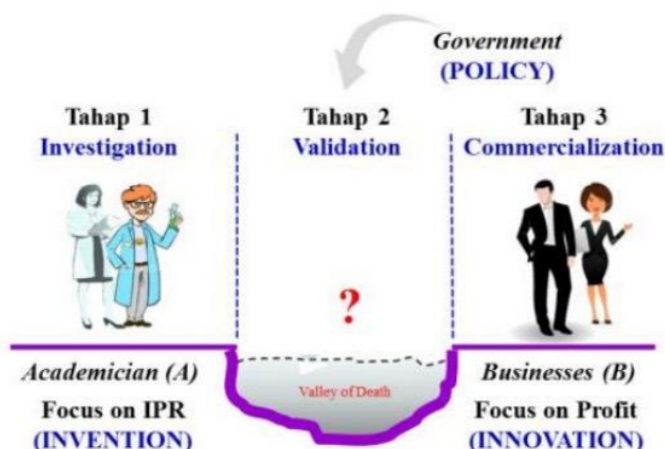 Government
(POLICY)
Tahap 1
Investigation
Tahap 2
Validation
Tahap 3
Commercialization
?
Valley of Death
Academician (A)
Focus on IPR
(INVENTION)
Businesses (B)
Focus on Profit
(INNOVATION)